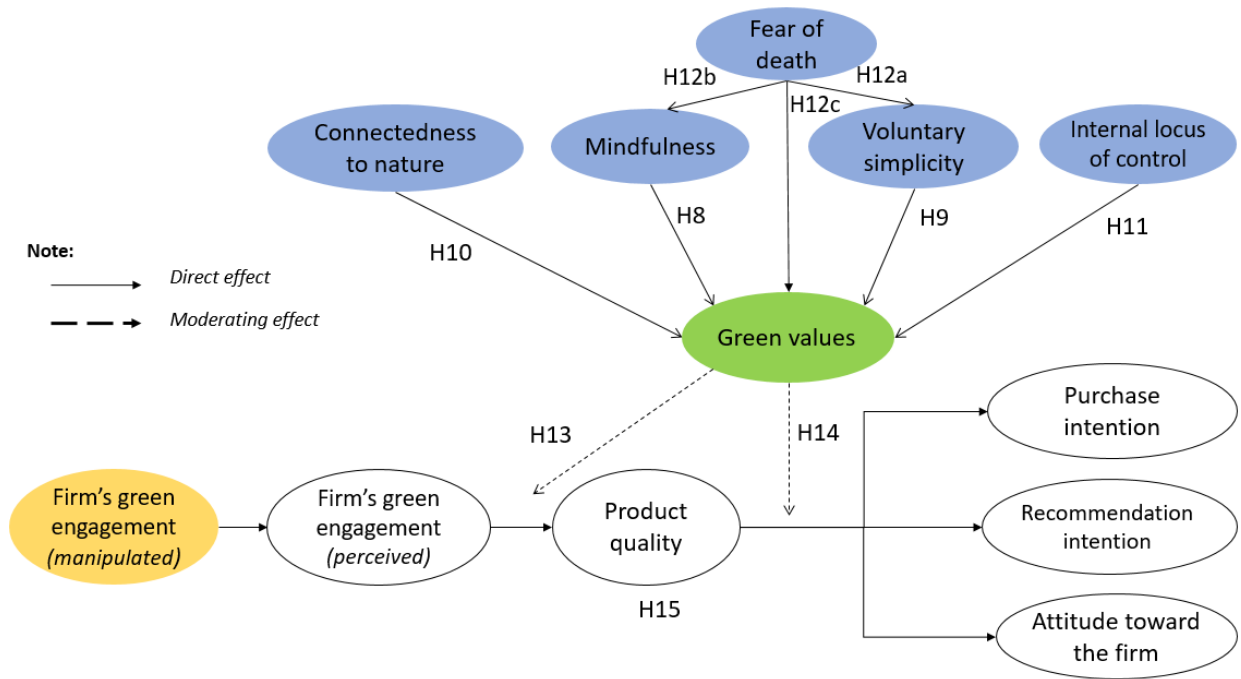 Fear of
death
H12b
H12a
H12c
Connectedness
to nature
Mindfulness
Voluntary
simplicity
Internal locus
of control
H10
H8
H9
H11
Note:
Direct effect
Moderating effect
Green values
H13
H14
Firm's green
engagement
(manipulated)
Firm's green
engagement
(perceived)
Product
quality
H15
Purchase
intention
Recommendation
intention
Attitude toward
the firm